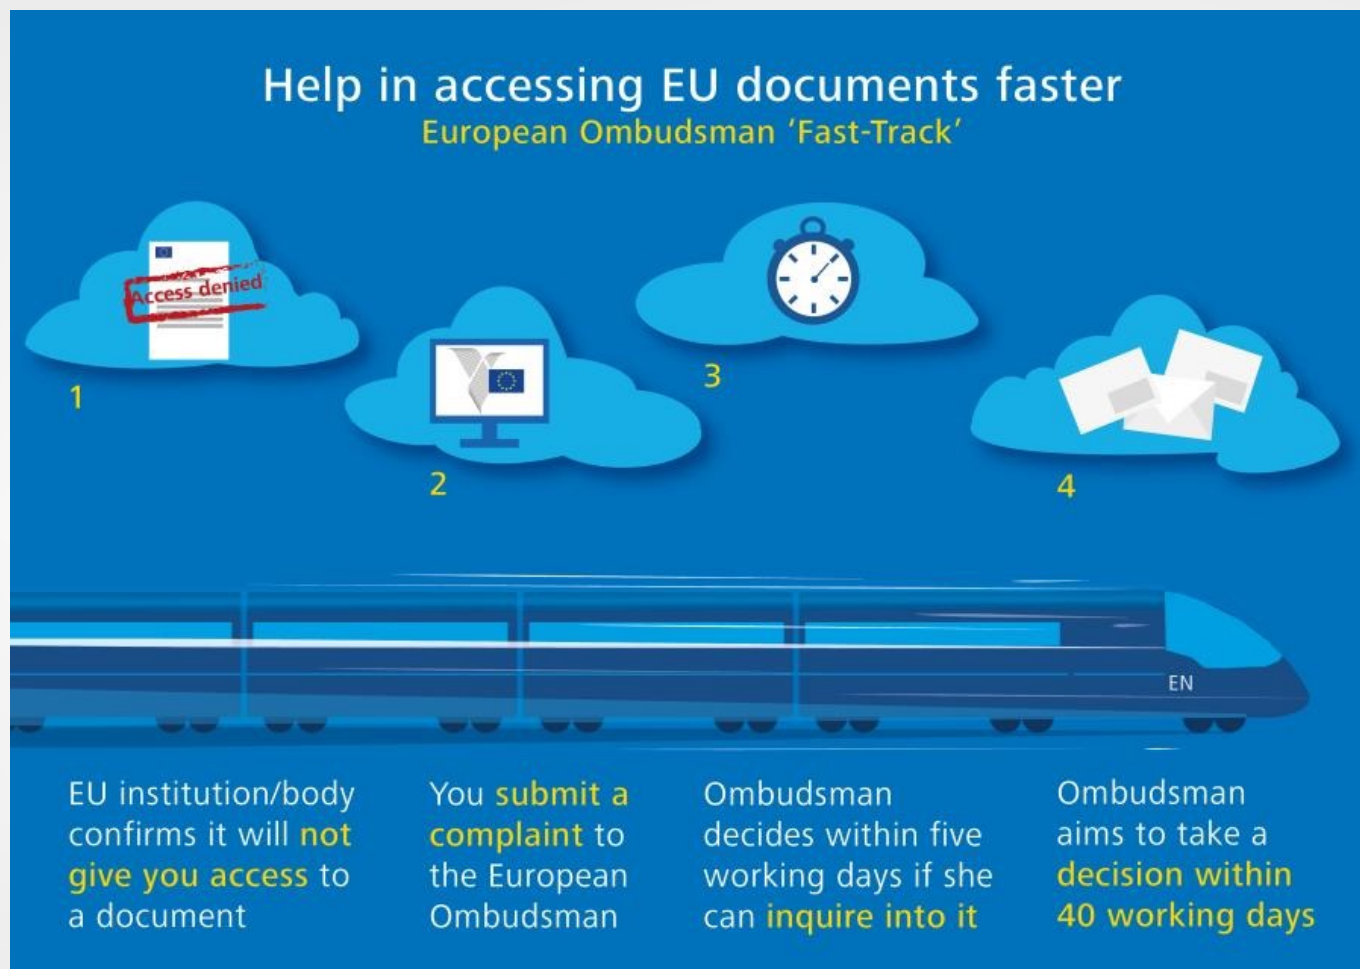 Help in accessing EU documents faster
European Ombudsman ‘Fast-Track’
Access denied
1
2
3
4
EN
EU institution/body
confirms it will not
give you access to
a document
You submit a
complaint to
the European
Ombudsman
Ombudsman
decides within five
working days if she
can inquire into it
Ombudsman
aims to take a
decision within
40 working days